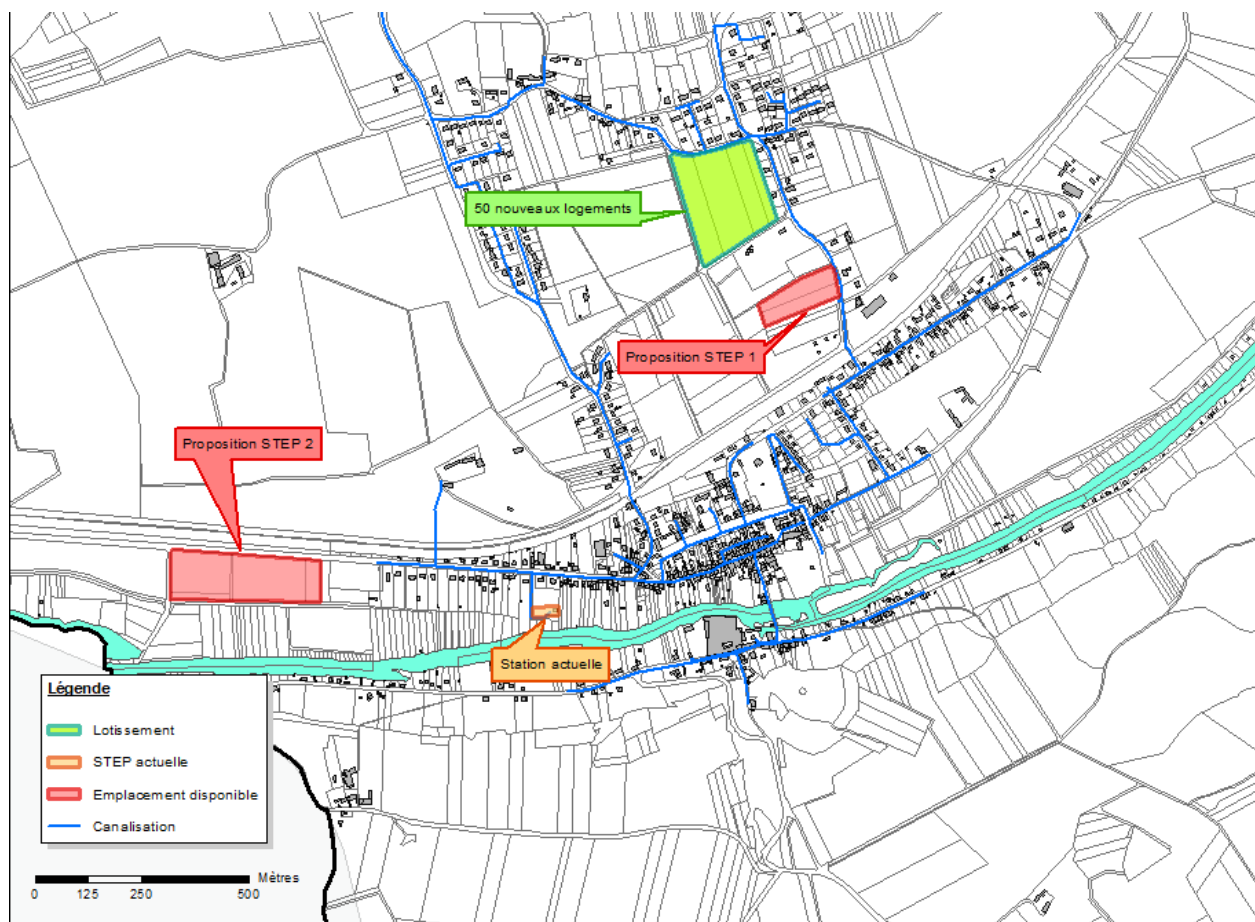 50 nouveaux logements
Proposition STEP 1
Proposition STEP 2
Station actuelle
Légende
Lotissement
STEP actuelle
Emplacement disponible
Canalisation
Mètres
0 125 250 500